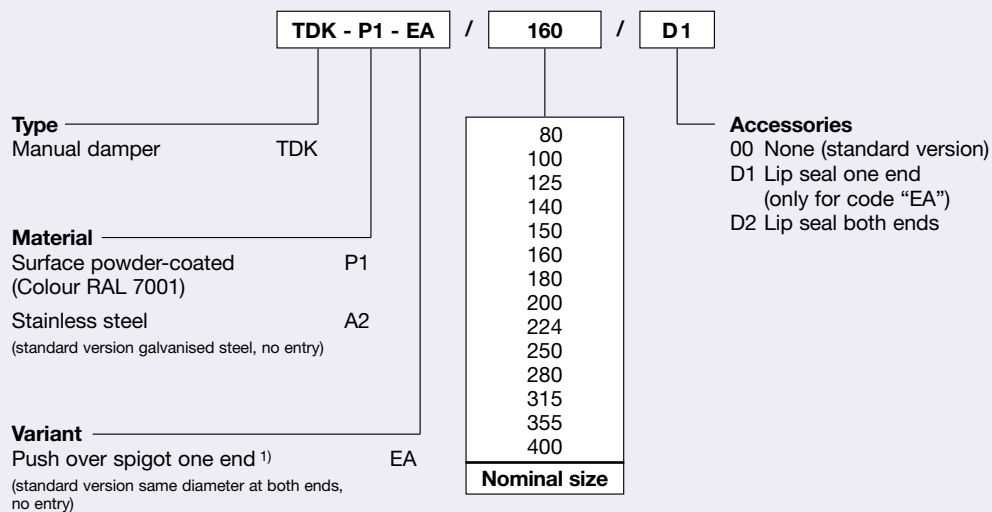 TDK - P1 - EA / 160 / D1
Type
Manual damper TDK
Material
Surface powder-coated P1
(Colour RAL 7001)
Stainless steel A2
(standard version galvanised steel, no entry)
Variant
Push over spigot one end 1) EA
(standard version same diameter at both ends,
no entry)
80
100
125
140
150
160
180
200
224
250
280
315
355
400
Nominal size
Accessories
00 None (standard version)
D1 Lip seal one end
(only for code “EA”)
D2 Lip seal both ends